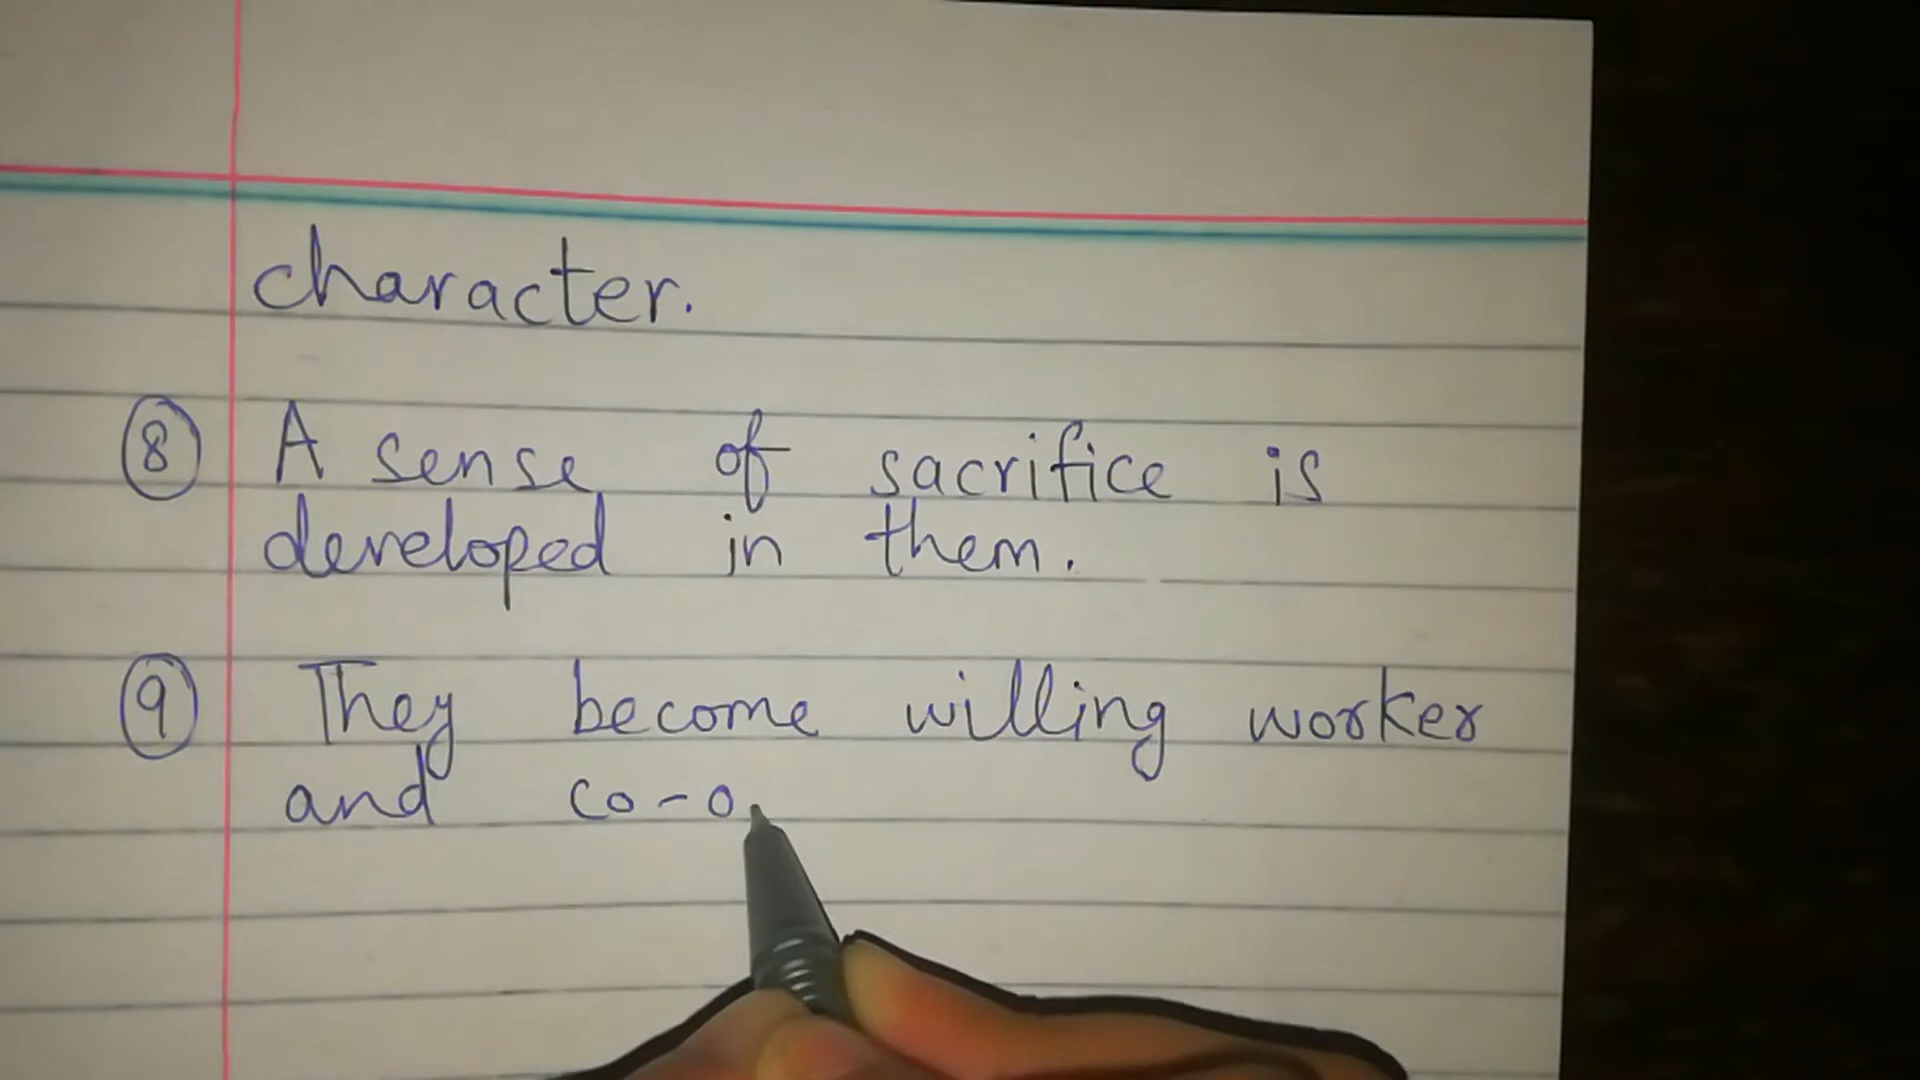 character.
⑧ A sense of sacrifice is
developed in them.
⑨ They become willing worker
and co-o